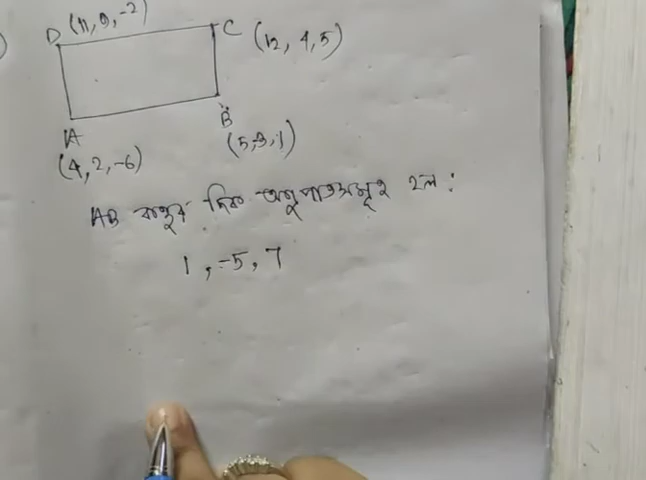 D (11, 9, -2)
C (12, 4, 5)
A
B
(4, 2, -6)
(5, -3, 1)
AB বাহুর দিক অনুপাতসমূহ হল :
1, -5, 7